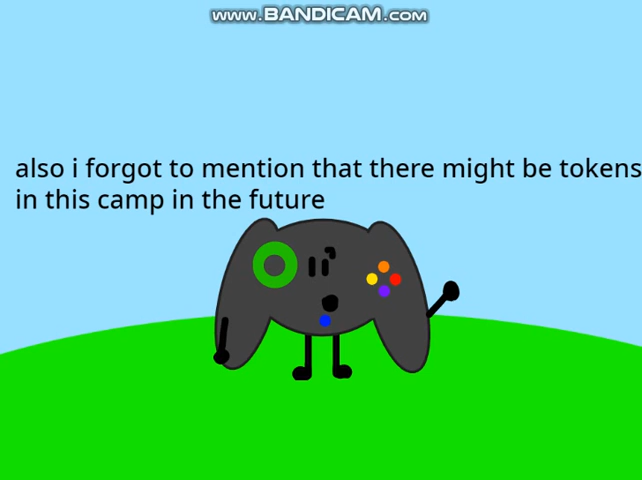 www.BANDICAM.com
also i forgot to mention that there might be tokens
in this camp in the future